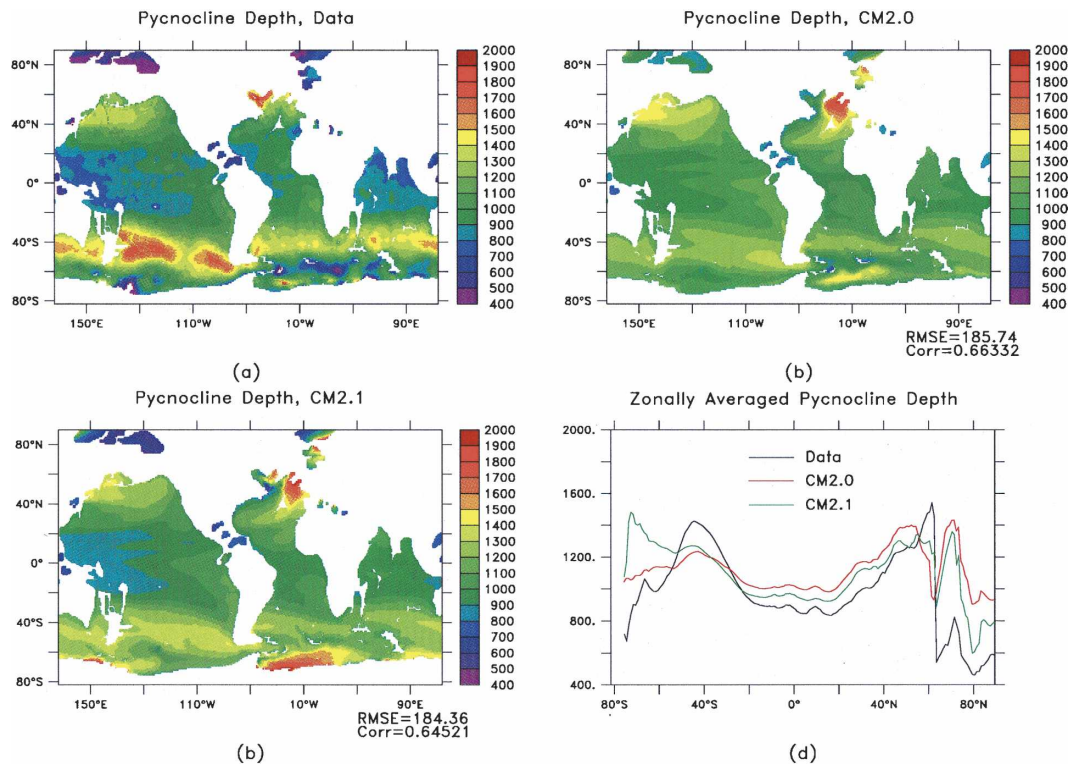 Pycnocline Depth, Data
80°N
40°N
0°
40°S
80°S
150°E
110°W
10°W
90°E
2000
1900
1700
1600
1500
1400
1300
1200
1100
1000
900
800
700
600
500
400
(a)
Pycnocline Depth, CM2.0
80°N
40°N
0°
40°S
80°S
150°E
110°W
10°W
90°E
2000
1900
1700
1600
1500
1400
1300
1200
1100
1000
900
800
700
600
500
400
RMSE=185.74
Corr=0.66332
(b)
Pycnocline Depth, CM2.1
80°N
40°N
0°
40°S
80°S
150°E
110°W
10°W
90°E
2000
1900
1700
1600
1500
1400
1300
1200
1100
1000
900
800
700
600
500
400
RMSE=184.36
Corr=0.64521
(b)
Zonally Averaged Pycnocline Depth
2000.
1600.
1200.
800.
400.
Data
CM2.0
CM2.1
80°S
40°S
0°
40°N
80°N
(d)